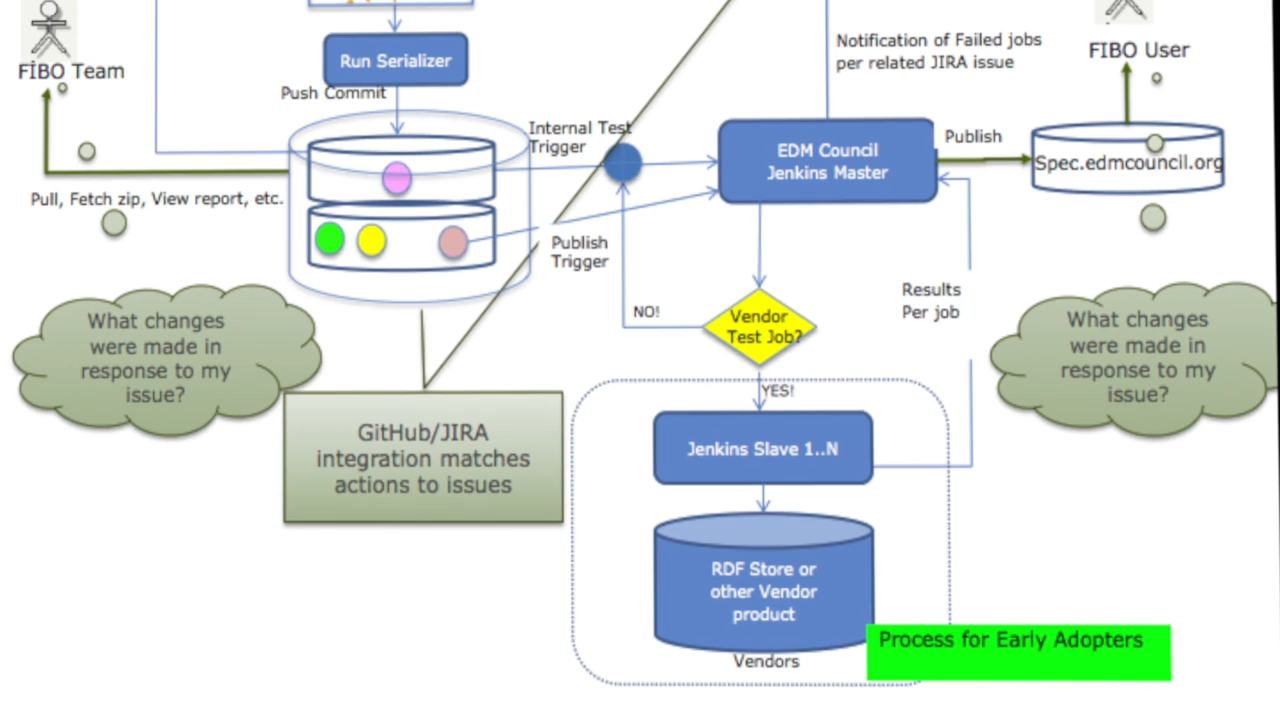 Run Serializer
Notification of Failed jobs
per related JIRA issue
FIBO User
FIBO Team
Push Commit
Internal Test
Trigger
EDM Council
Jenkins Master
Publish
Spec.edmcouncil.org
Pull, Fetch zip, View report, etc.
Publish
Trigger
NO!
Vendor
Test Job?
Results
Per job
What changes
were made in
response to my
issue?
What changes
were made in
response to my
issue?
YES!
GitHub/JIRA
integration matches
actions to issues
Jenkins Slave 1..N
RDF Store or
other Vendor
product
Vendors
Process for Early Adopters